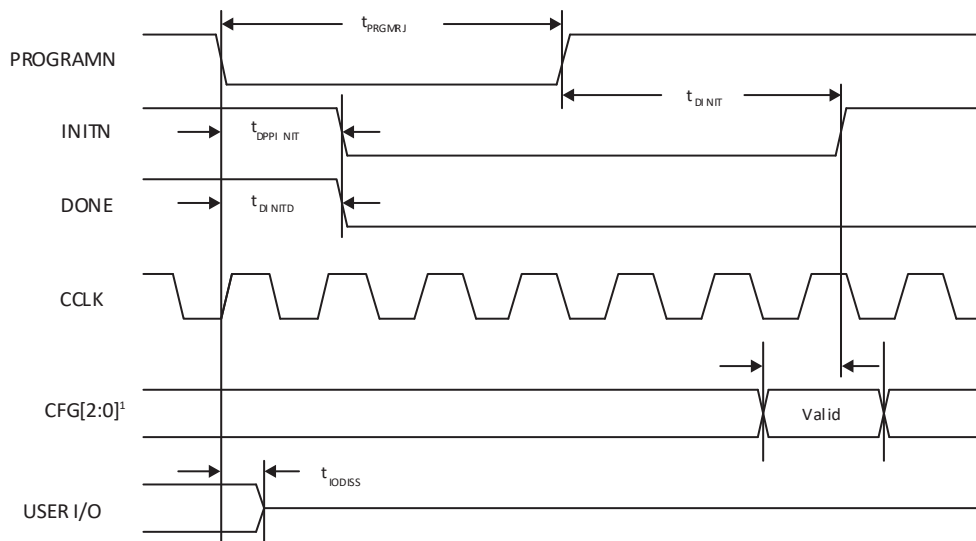 tPRGMRJ
PROGRAMN
tDINIT
INITN
tDPPINIT
DONE
tDINITD
CCLK
CFG[2:0]1
Valid
tIODISS
USER I/O